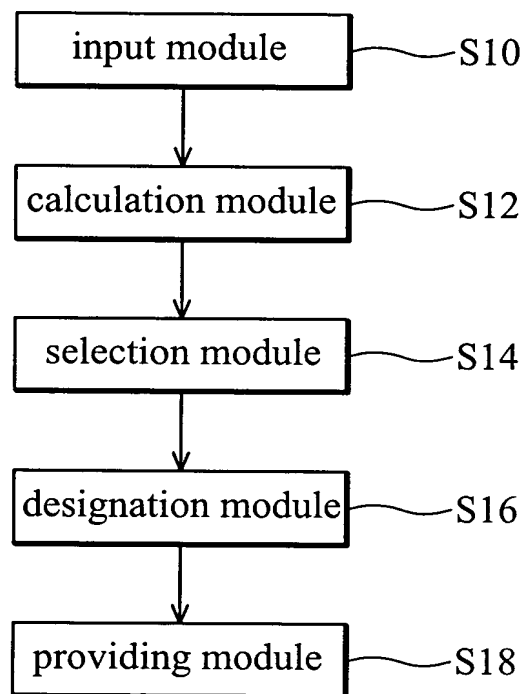 input module S10
calculation module S12
selection module S14
designation module S16
providing module S18